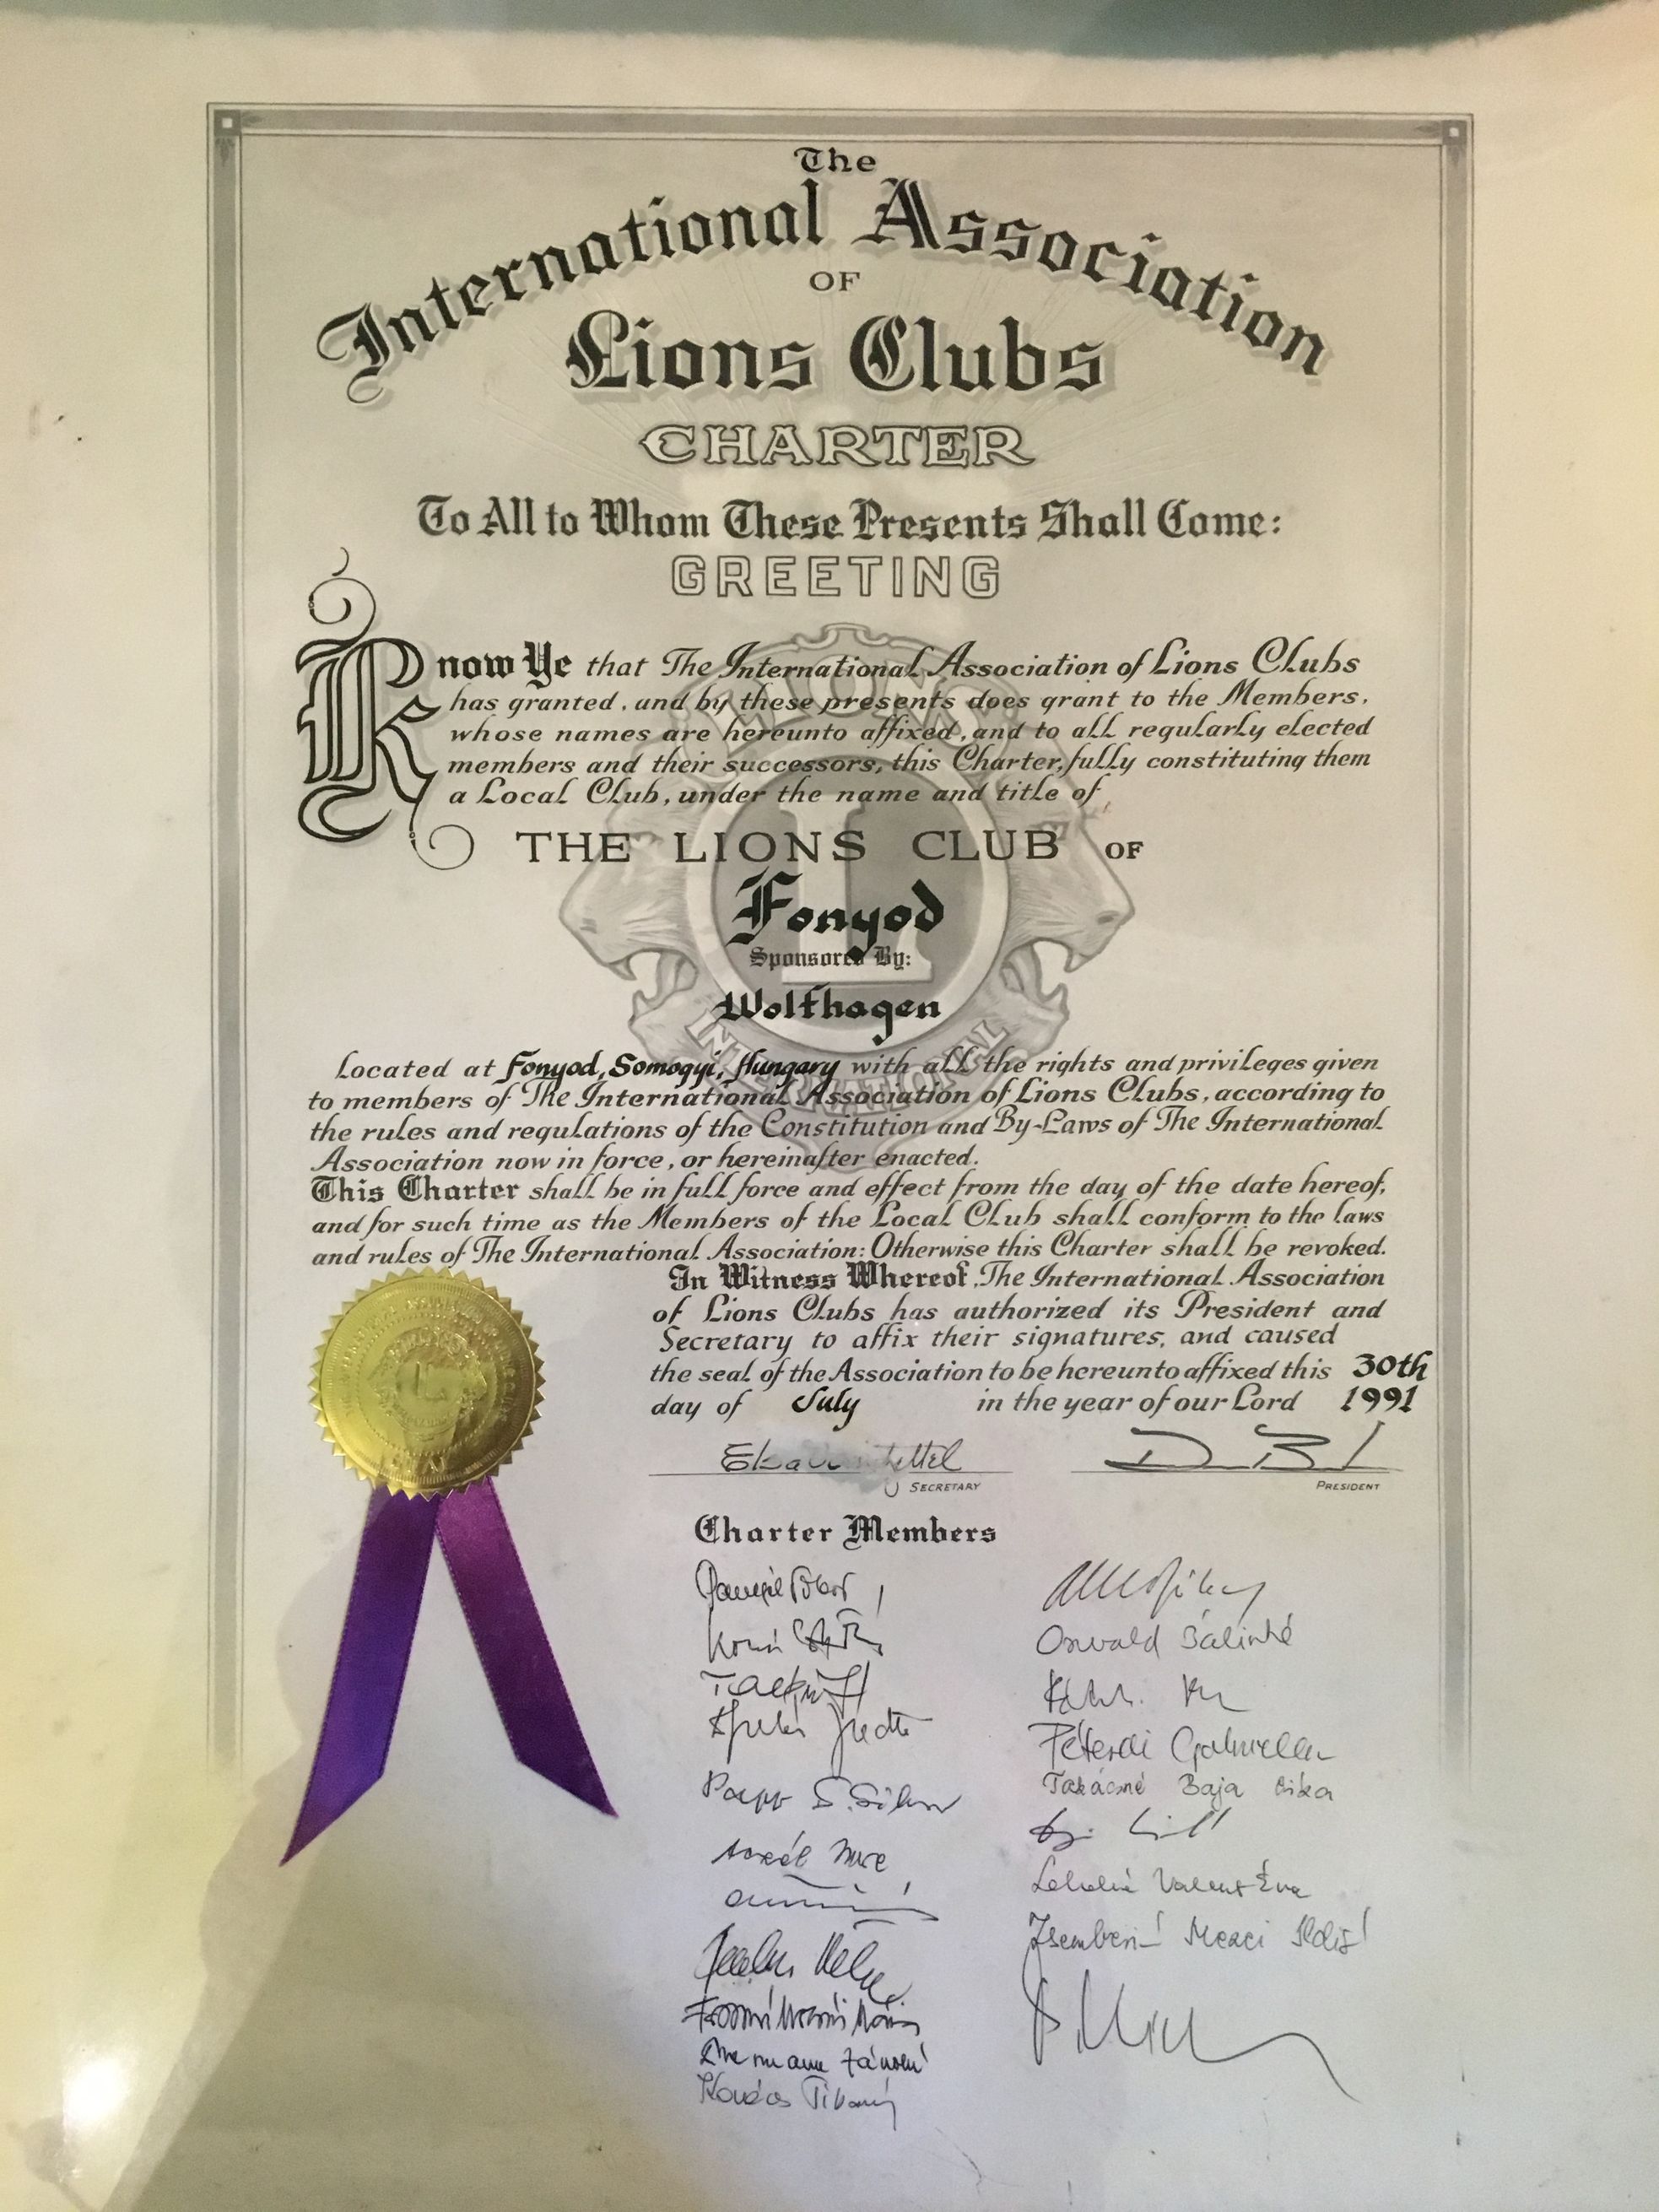 The
International Association
OF
Lions Clubs
CHARTER
To All to Whom These Presents Shall Come:
GREETING
Know Ye that The International Association of Lions Clubs
has granted, and by these presents does grant to the Members,
whose names are hereunto affixed, and to all regularly elected
members and their successors, this Charter, fully constituting them
a Local Club, under the name and title of
THE LIONS CLUB OF
Fonyod
Sponsored By:
Wolfhagen
Located at Fonyod, Somogyi, Hungary with all the rights and privileges given
to members of The International Association of Lions Clubs, according to
the rules and regulations of the Constitution and By-Laws of The International
Association now in force, or hereinafter enacted.
This Charter shall be in full force and effect from the day of the date hereof,
and for such time as the Members of the Local Club shall conform to the laws
and rules of The International Association: Otherwise this Charter shall be revoked.
In Witness Whereof, The International Association
of Lions Clubs has authorized its President and
Secretary to affix their signatures, and caused
the seal of the Association to be hereunto affixed this 30th
day of July in the year of our Lord 1991
SECRETARY PRESIDENT
Charter Members
Oswald Bálinté
Péterdi Gabriella
Papp S.
Takácsné Baja
Éva
Kovács
LIONS
L
INTERNATIONAL